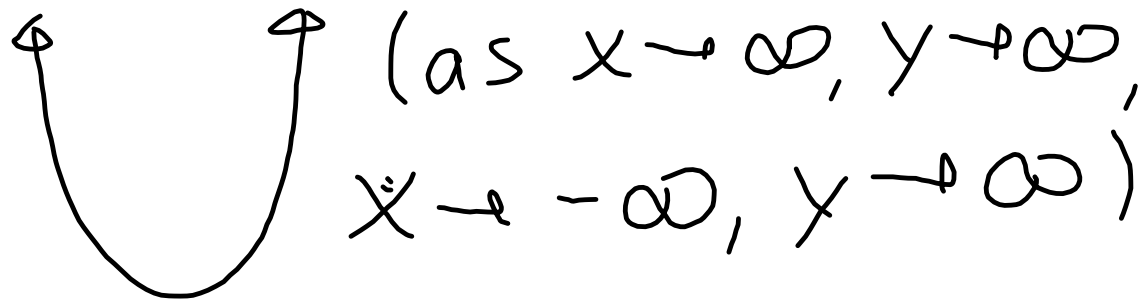 (as x → ∞, y → ∞,
x → -∞, y → ∞)